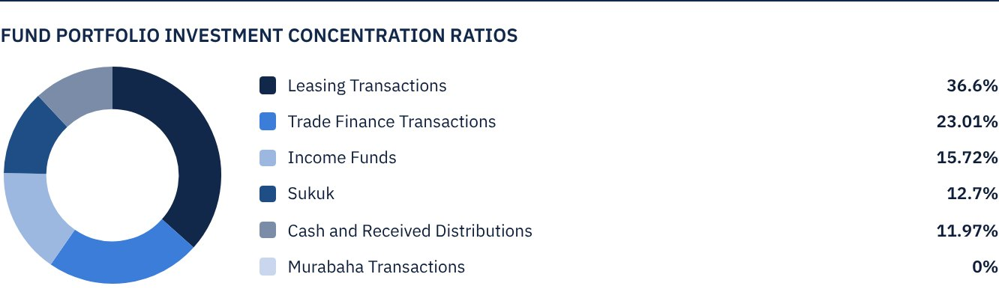 FUND PORTFOLIO INVESTMENT CONCENTRATION RATIOS
Leasing Transactions 36.6%
Trade Finance Transactions 23.01%
Income Funds 15.72%
Sukuk 12.7%
Cash and Received Distributions 11.97%
Murabaha Transactions 0%